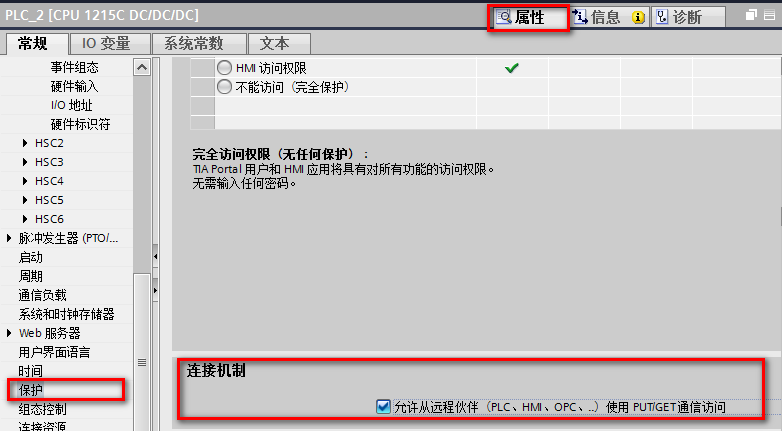 PLC_2 [CPU 1215C DC/DC/DC]
属性 信息 诊断
常规 IO 变量 系统常数 文本
事件组态
硬件输入
I/O 地址
硬件标识符
HSC2
HSC3
HSC4
HSC5
HSC6
脉冲发生器 (PTO/...
启动
周期
通信负载
系统和时钟存储器
Web 服务器
用户界面语言
时间
保护
组态控制
连接资源
HMI 访问权限
不能访问（完全保护）
完全访问权限（无任何保护）：
TIA Portal 用户和 HMI 应用将具有对所有功能的访问权限。
无需输入任何密码。
连接机制
允许从远程伙伴（PLC、HMI、OPC、...）使用 PUT/GET 通信访问